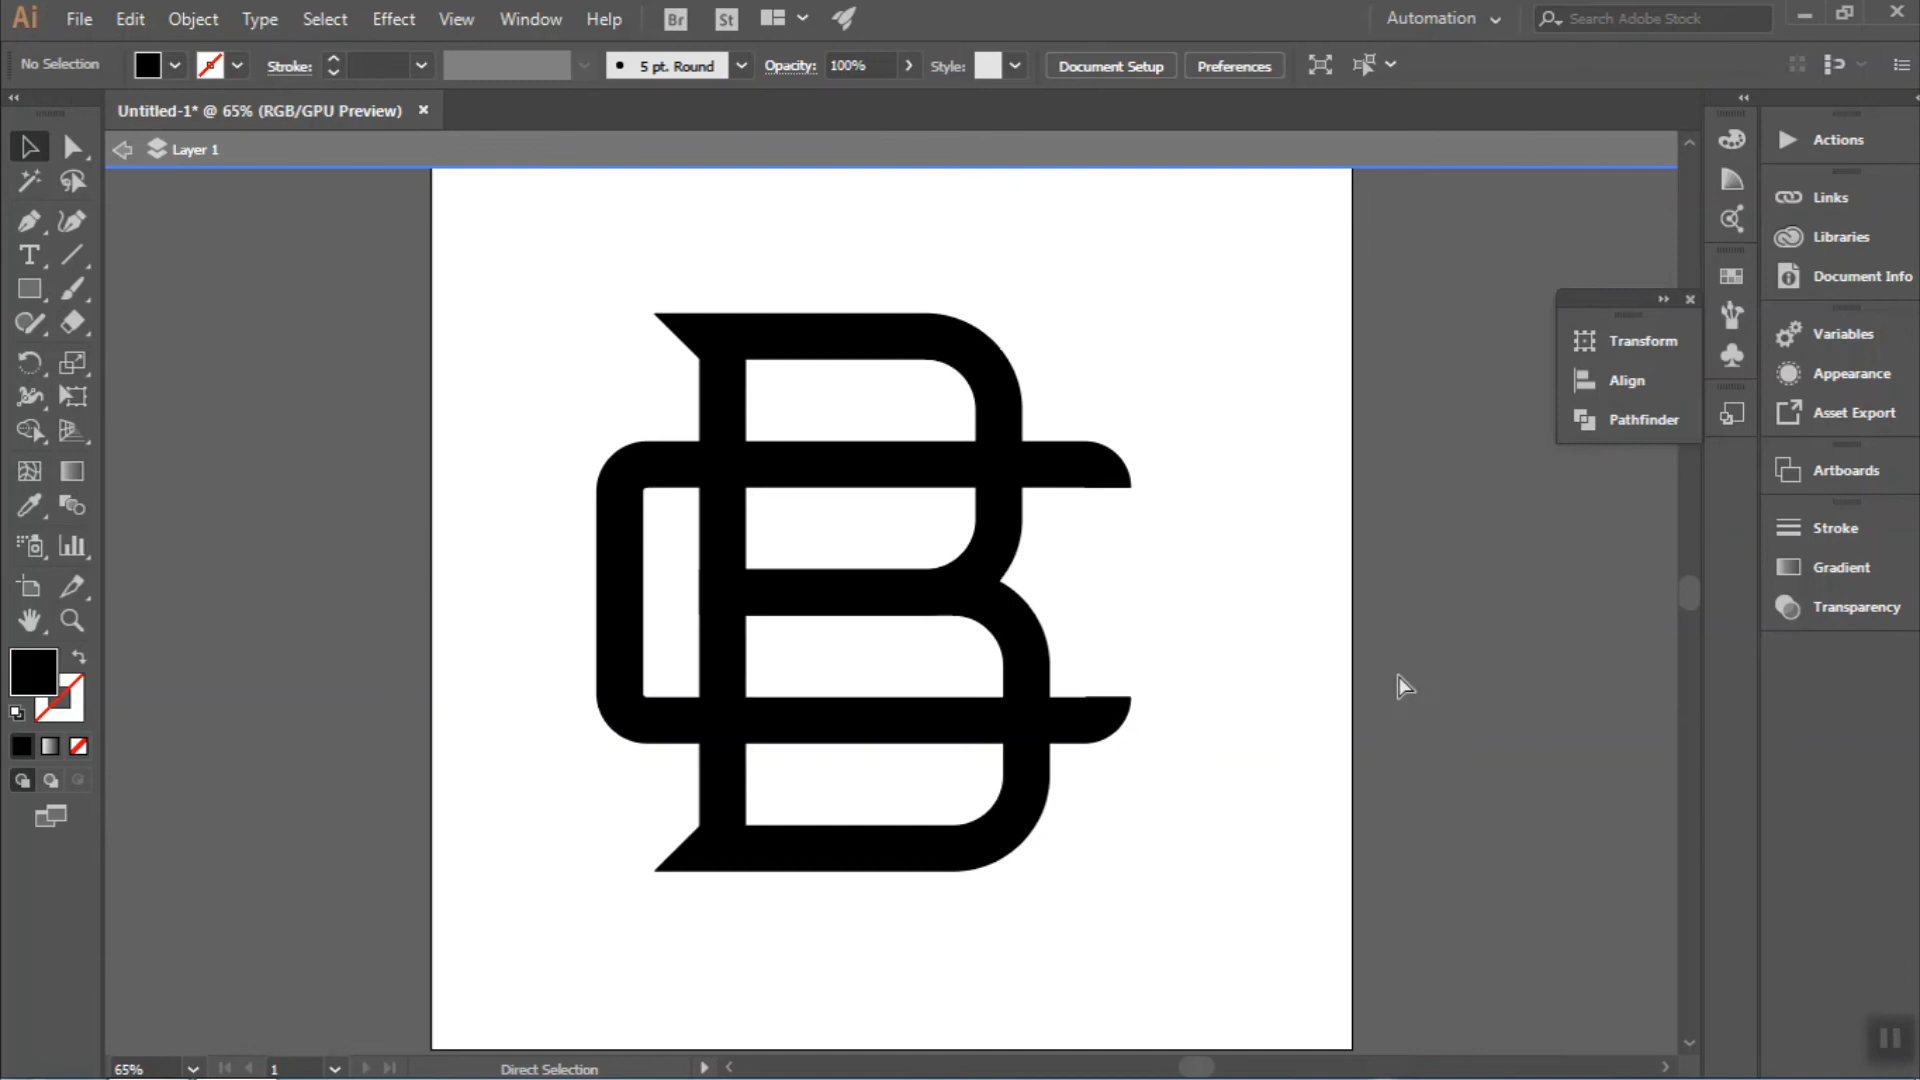 Ai File Edit Object Type Select Effect View Window Help Br St Automation Search Adobe Stock
No Selection Stroke: 5 pt. Round Opacity: 100% Style: Document Setup Preferences
Untitled-1* @ 65% (RGB/GPU Preview)
Layer 1
Actions
Links
Libraries
Document Info
Variables
Appearance
Asset Export
Artboards
Stroke
Gradient
Transparency
Transform
Align
Pathfinder
CB
65% 1 Direct Selection